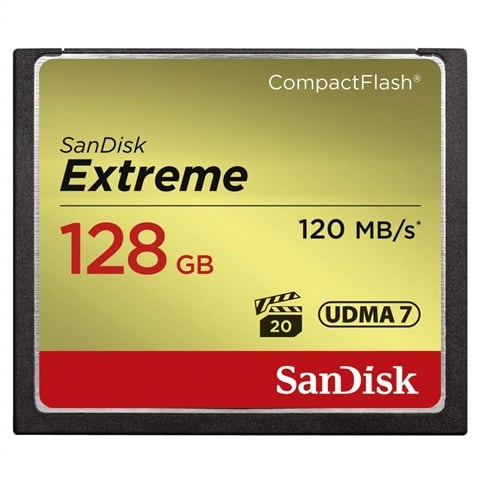 CompactFlash®
SanDisk
Extreme
128 GB
120 MB/s*
20
UDMA 7
SanDisk